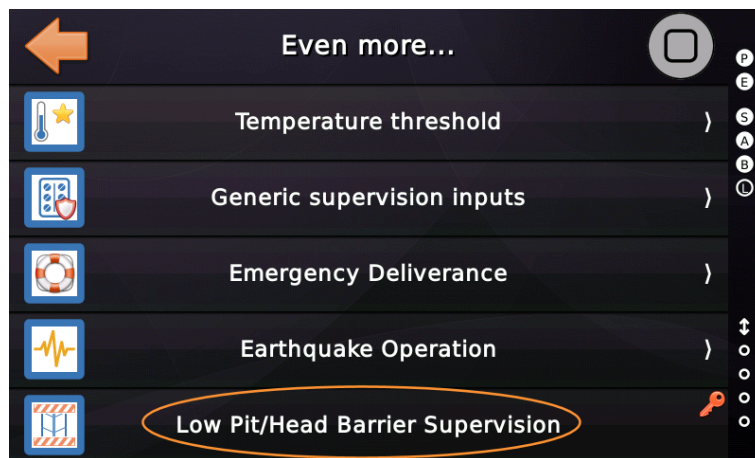 Even more...
Temperature threshold
Generic supervision inputs
Emergency Deliverance
Earthquake Operation
Low Pit/Head Barrier Supervision
P
E
S
A
B
L